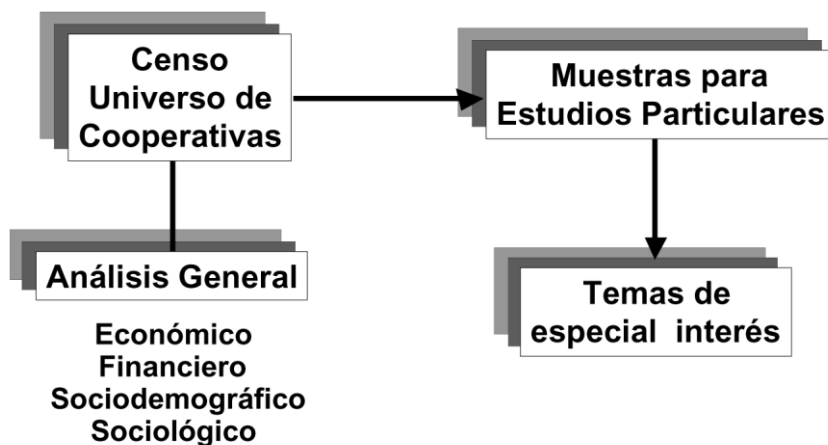 Censo
Universo de
Cooperativas
Muestras para
Estudios Particulares
Análisis General
Económico
Financiero
Sociodemográfico
Sociológico
Temas de
especial interés